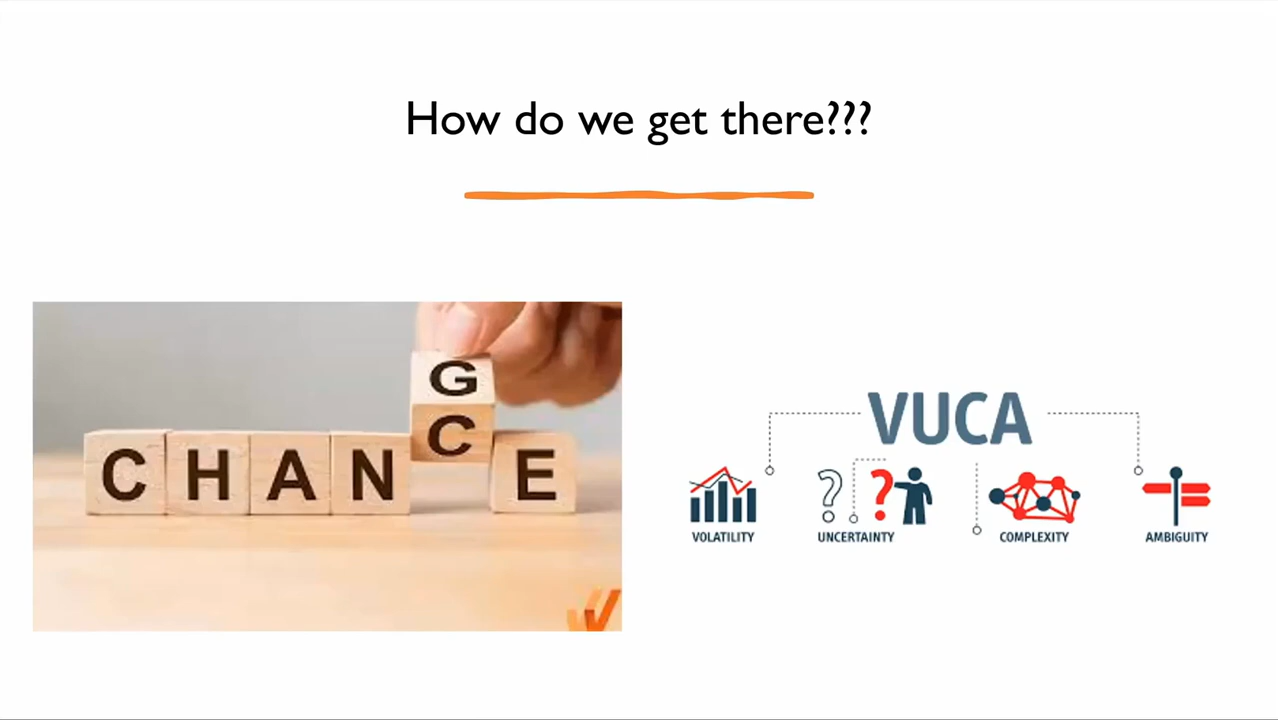 How do we get there???
G
CHANCE
VUCA
VOLATILITY
UNCERTAINTY
COMPLEXITY
AMBIGUITY